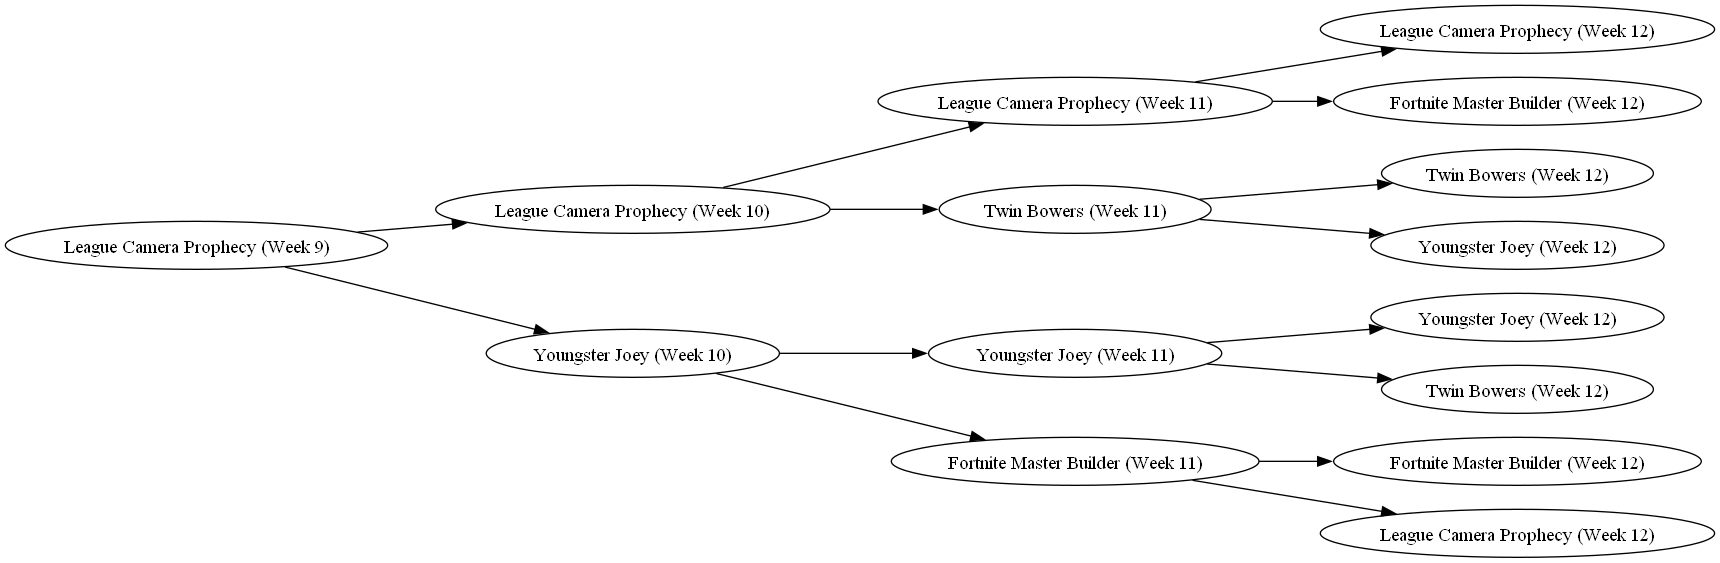 League Camera Prophecy (Week 9)
League Camera Prophecy (Week 10)
Youngster Joey (Week 10)
League Camera Prophecy (Week 11)
Twin Bowers (Week 11)
Youngster Joey (Week 11)
Fortnite Master Builder (Week 11)
League Camera Prophecy (Week 12)
Fortnite Master Builder (Week 12)
Twin Bowers (Week 12)
Youngster Joey (Week 12)
Youngster Joey (Week 12)
Twin Bowers (Week 12)
Fortnite Master Builder (Week 12)
League Camera Prophecy (Week 12)